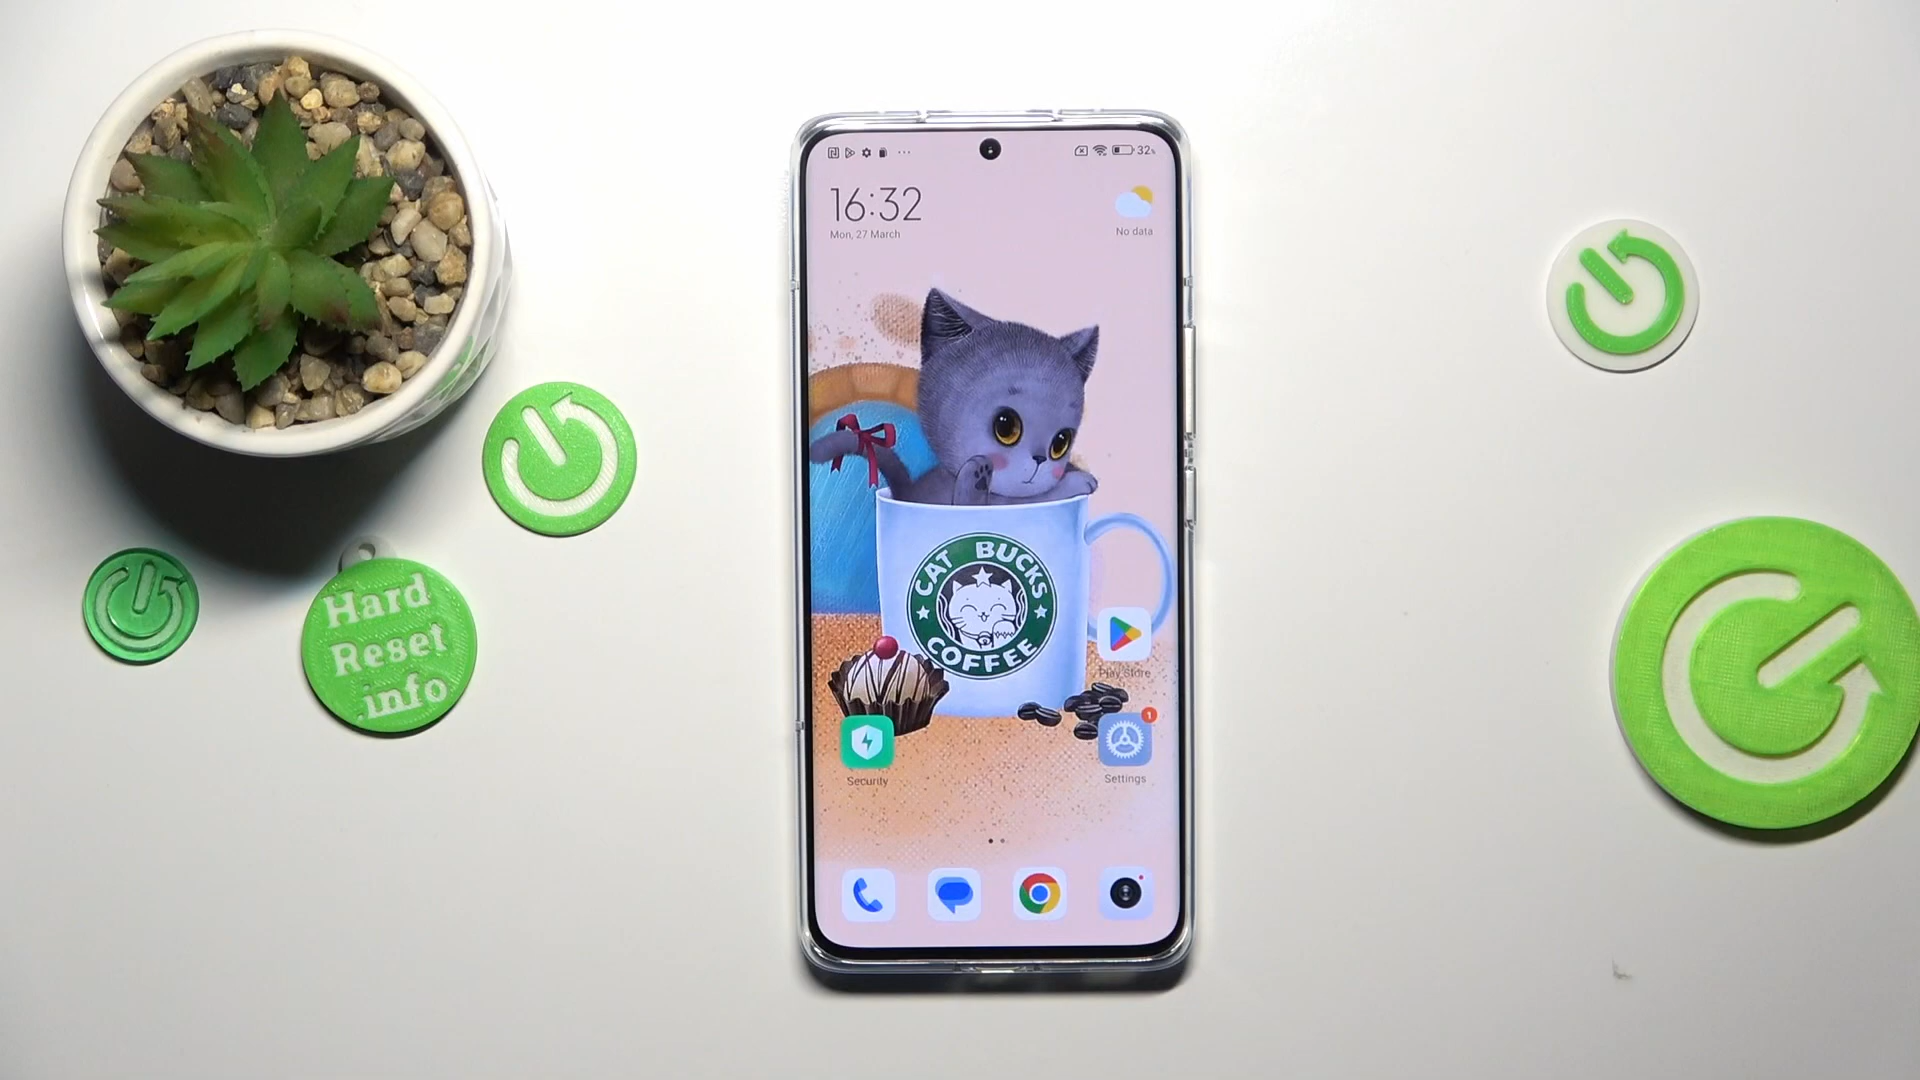 32%
16:32
Mon, 27 March
No data
CAT BUCKS
COFFEE
Play Store
1
Security
Settings
Hard
Reset
.info